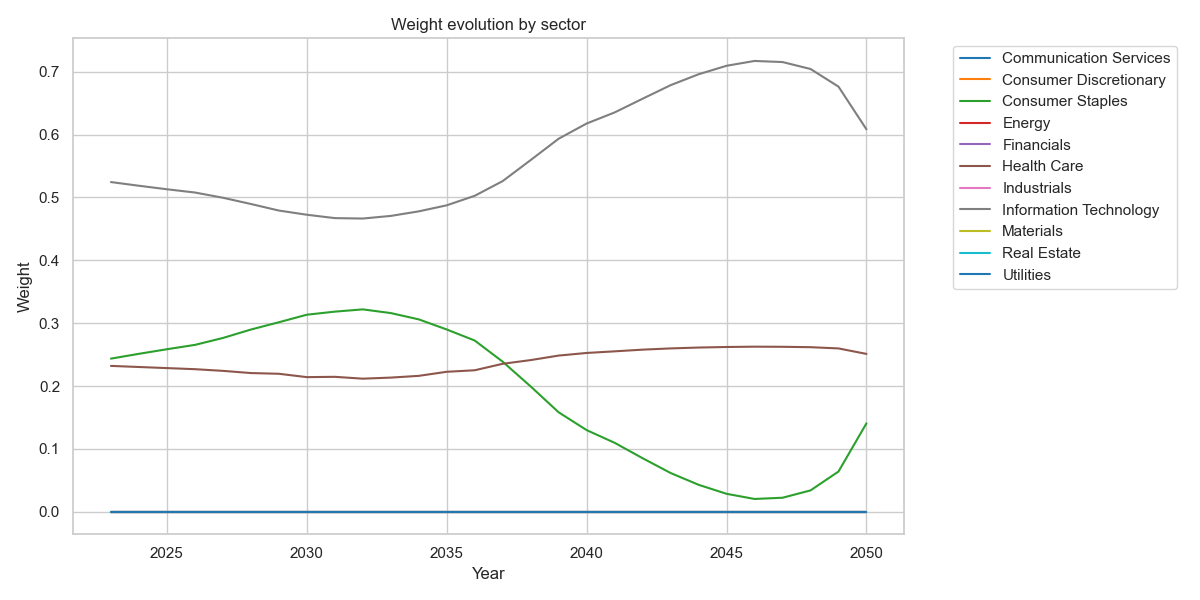 Weight evolution by sector
Weight
0.7
0.6
0.5
0.4
0.3
0.2
0.1
0.0
2025
2030
2035
2040
2045
2050
Year
Communication Services
Consumer Discretionary
Consumer Staples
Energy
Financials
Health Care
Industrials
Information Technology
Materials
Real Estate
Utilities